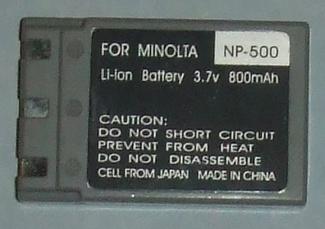 FOR MINOLTA NP-500
Li-ion Battery 3.7v 800mAh
CAUTION:
DO NOT SHORT CIRCUIT
PREVENT FROM HEAT
DO NOT DISASSEMBLE
CELL FROM JAPAN MADE IN CHINA